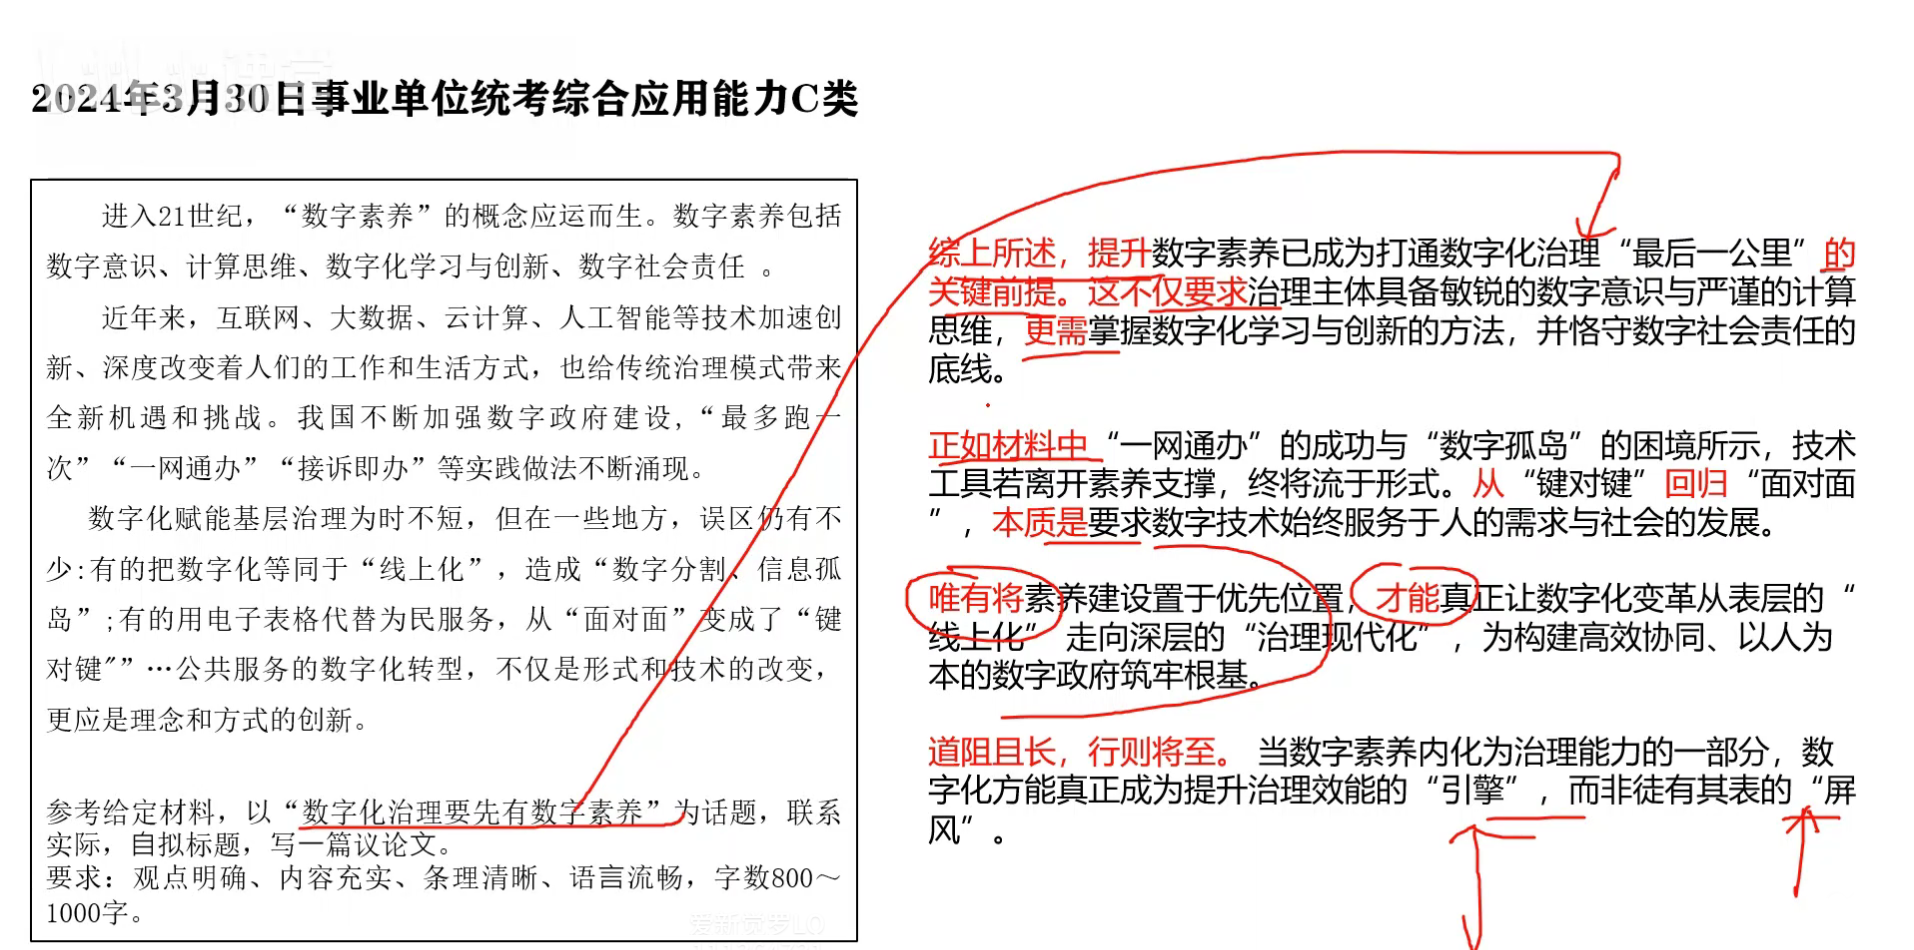 2024年3月30日事业单位统考综合应用能力C类
进入21世纪，“数字素养”的概念应运而生。数字素养包括
数字意识、计算思维、数字化学习与创新、数字社会责任 。
近年来，互联网、大数据、云计算、人工智能等技术加速创
新、深度改变着人们的工作和生活方式，也给传统治理模式带来
全新机遇和挑战。我国不断加强数字政府建设,“最多跑一
次”“一网通办”“接诉即办”等实践做法不断涌现。
数字化赋能基层治理为时不短，但在一些地方，误区仍有不
少:有的把数字化等同于“线上化”，造成“数字分割、信息孤
岛”;有的用电子表格代替为民服务，从“面对面”变成了“键
对键"”…公共服务的数字化转型，不仅是形式和技术的改变，
更应是理念和方式的创新。
参考给定材料，以“数字化治理要先有数字素养”为话题，联系
实际，自拟标题，写一篇议论文。
要求：观点明确、内容充实、条理清晰、语言流畅，字数800～
1000字。
综上所述，提升数字素养已成为打通数字化治理“最后一公里”的
关键前提。这不仅要求治理主体具备敏锐的数字意识与严谨的计算
思维，更需掌握数字化学习与创新的方法，并恪守数字社会责任的
底线。
正如材料中“一网通办”的成功与“数字孤岛”的困境所示，技术
工具若离开素养支撑，终将流于形式。从“键对键”回归“面对面
”，本质是要求数字技术始终服务于人的需求与社会的发展。
唯有将素养建设置于优先位置，才能真正让数字化变革从表层的“
线上化” 走向深层的“治理现代化”，为构建高效协同、以人为
本的数字政府筑牢根基。
道阻且长，行则将至。 当数字素养内化为治理能力的一部分，数
字化方能真正成为提升治理效能的“引擎”，而非徒有其表的“屏
风”。